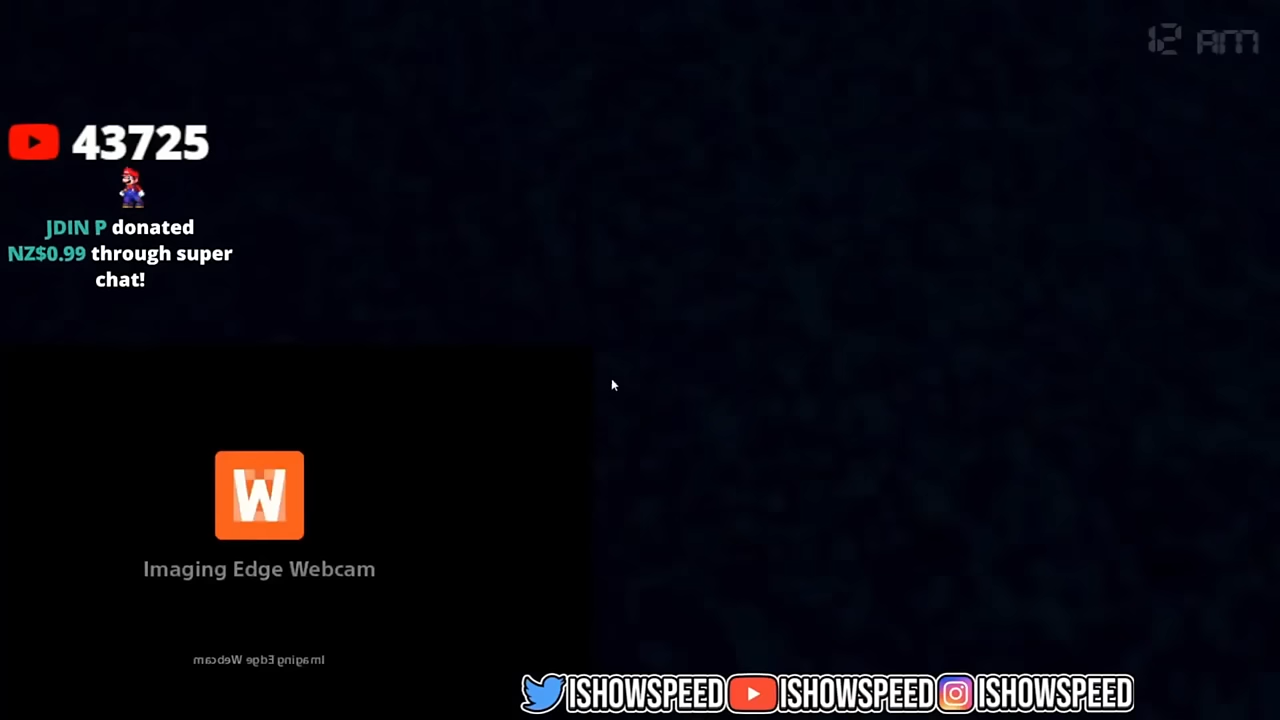 12 AM
43725
JDIN P donated
NZ$0.99 through super
chat!
W
Imaging Edge Webcam
Imaging Edge Webcam
ISHOWSPEED ISHOWSPEED ISHOWSPEED